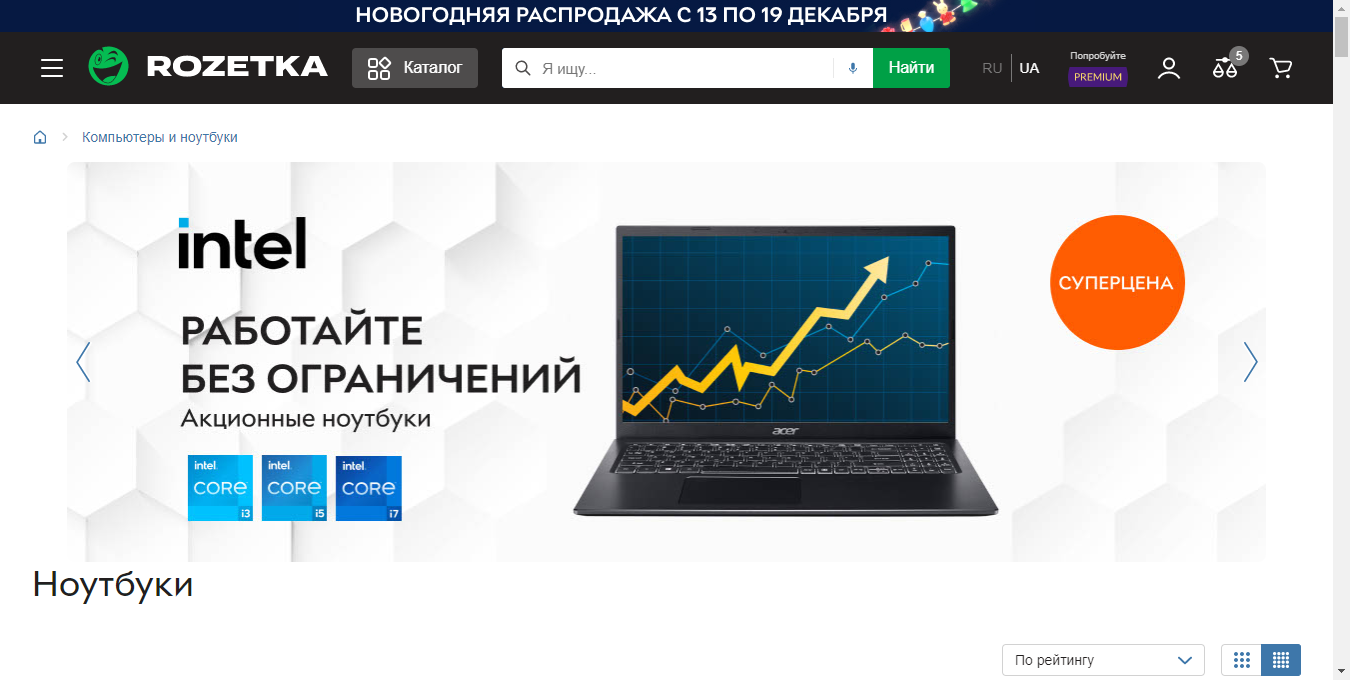 НОВОГОДНЯЯ РАСПРОДАЖА С 13 ПО 19 ДЕКАБРЯ
ROZETKA
Каталог
Я ищу...
Найти
RU
UA
Попробуйте
PREMIUM
5
Компьютеры и ноутбуки
intel
РАБОТАЙТЕ
БЕЗ ОГРАНИЧЕНИЙ
Акционные ноутбуки
intel
CORE
i3
intel
CORE
i5
intel
CORE
i7
acer
СУПЕРЦЕНА
Ноутбуки
По рейтингу